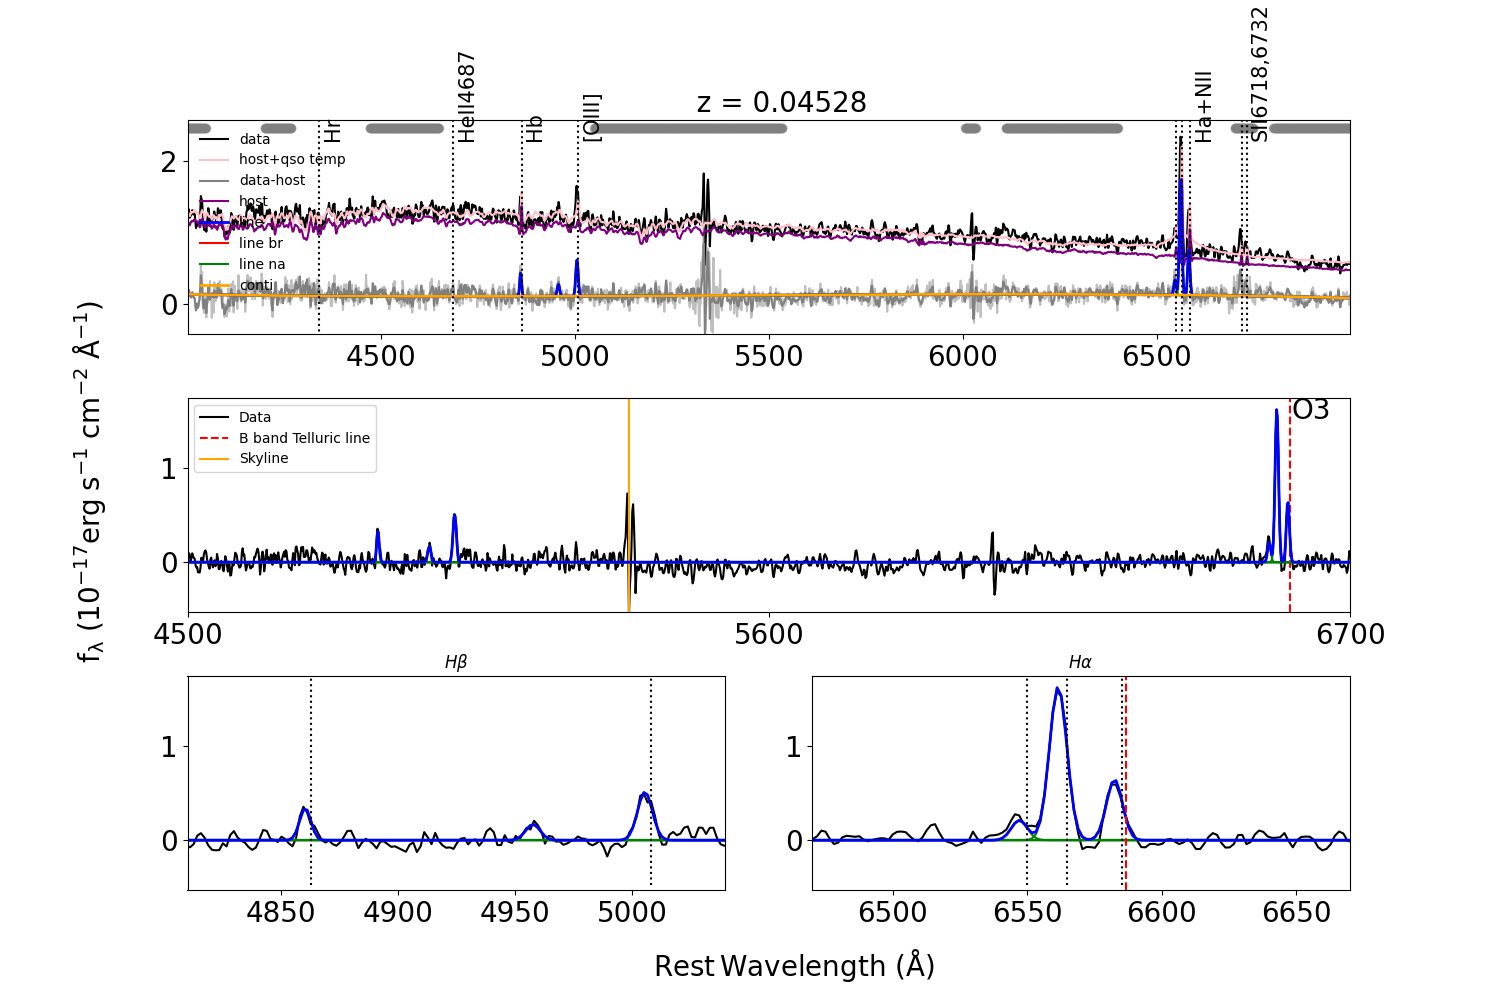 z = 0.04528
Hr
HeII4687
Hb
[OIII]
Ha+NII
SII6718,6732
data
host+qso temp
data-host
host
line
line br
line na
conti
2
1
0
4500 5000 5500 6000 6500
Data
B band Telluric line
Skyline
O3
1
0
4500 5600 6700
fλ (10−17erg s−1 cm−2 Å−1)
Hβ
1
0
4850 4900 4950 5000
Hα
1
0
6500 6550 6600 6650
Rest Wavelength (Å)